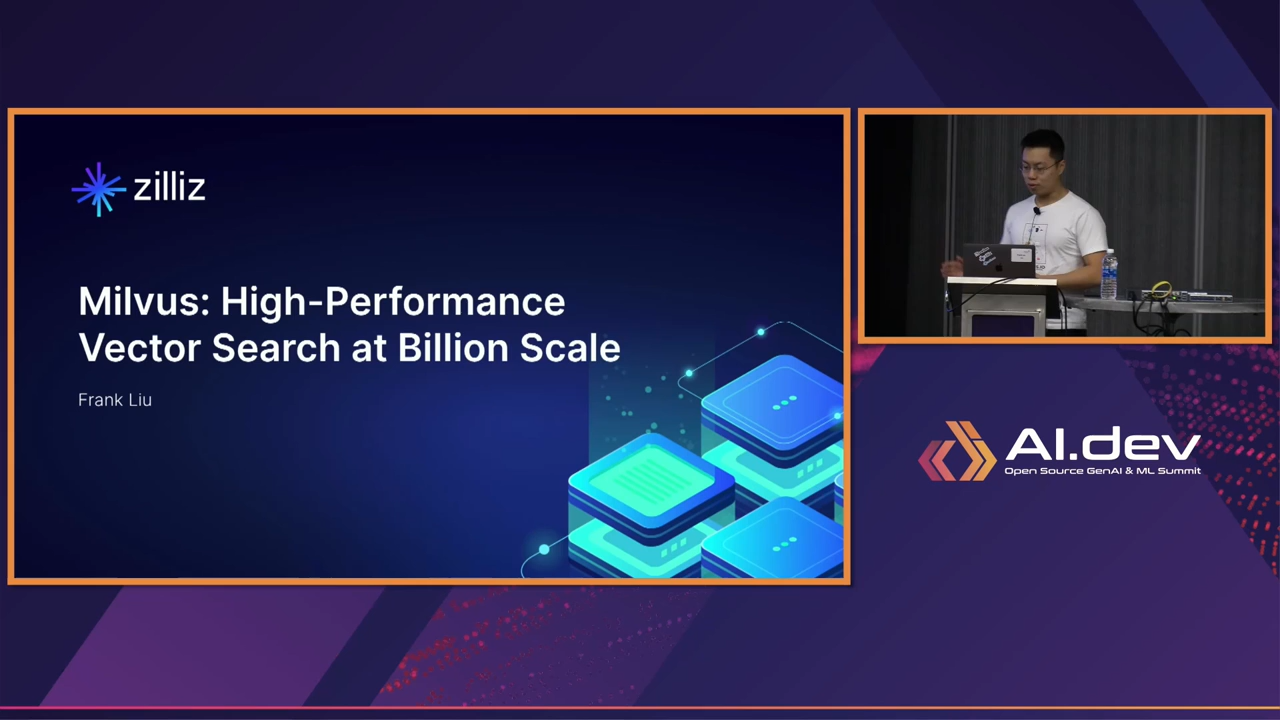 zilliz
Milvus: High-Performance
Vector Search at Billion Scale
Frank Liu
AI.dev
Open Source GenAI & ML Summit